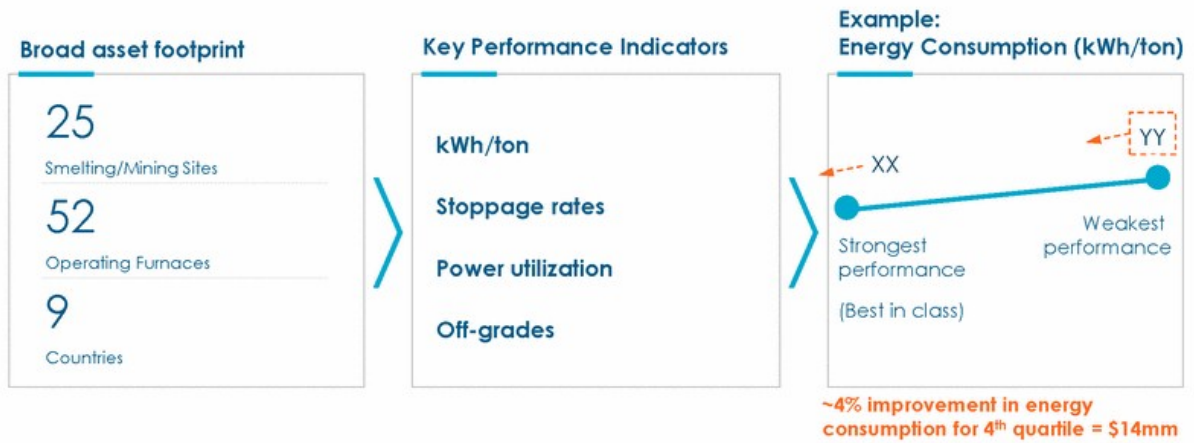 Broad asset footprint
25
Smelting/Mining Sites
52
Operating Furnaces
9
Countries
Key Performance Indicators
kWh/ton
Stoppage rates
Power utilization
Off-grades
Example:
Energy Consumption (kWh/ton)
XX
YY
Strongest
performance
(Best in class)
Weakest
performance
~4% improvement in energy
consumption for 4th quartile = $14mm